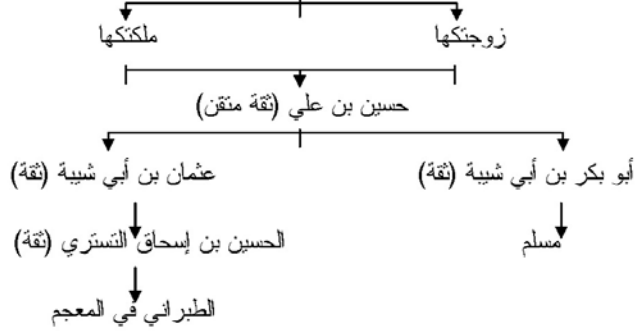 زوجتكها ملكتكها
حسين بن علي (ثقة متقن)
أبو بكر بن أبي شيبة (ثقة) عثمان بن أبي شيبة (ثقة)
مسلم الحسين بن إسحاق التستري (ثقة)
الطبراني في المعجم